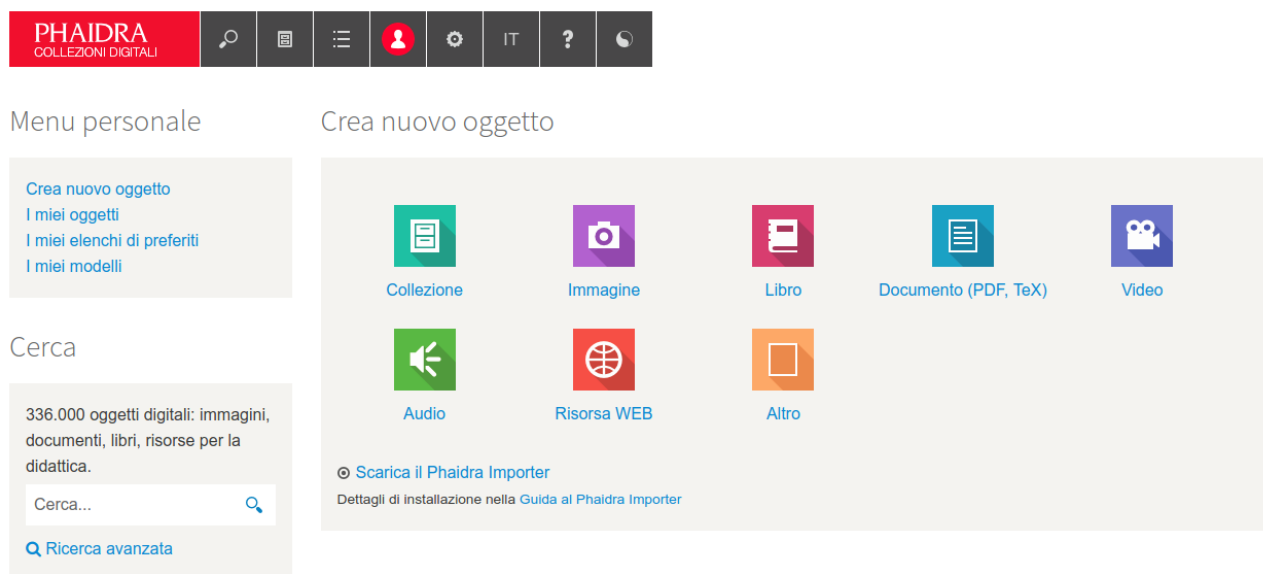 PHAIDRA
COLLEZIONI DIGITALI
IT
?
Menu personale
Crea nuovo oggetto
I miei oggetti
I miei elenchi di preferiti
I miei modelli
Cerca
336.000 oggetti digitali: immagini,
documenti, libri, risorse per la
didattica.
Cerca...
Ricerca avanzata
Crea nuovo oggetto
Collezione
Immagine
Libro
Documento (PDF, TeX)
Video
Audio
Risorsa WEB
Altro
Scarica il Phaidra Importer
Dettagli di installazione nella Guida al Phaidra Importer